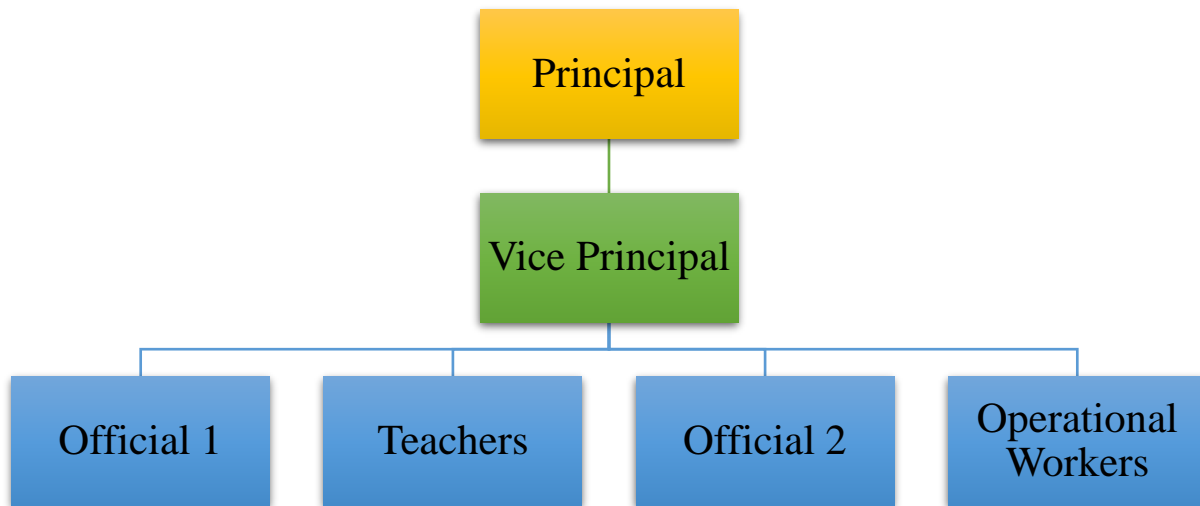 Principal
Vice Principal
Official 1
Teachers
Official 2
Operational
Workers